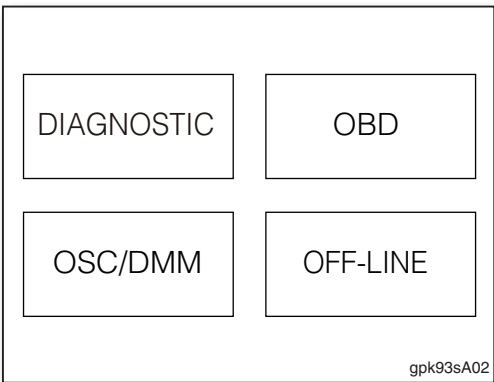 DIAGNOSTIC
OBD
OSC/DMM
OFF-LINE
gpk93sA02